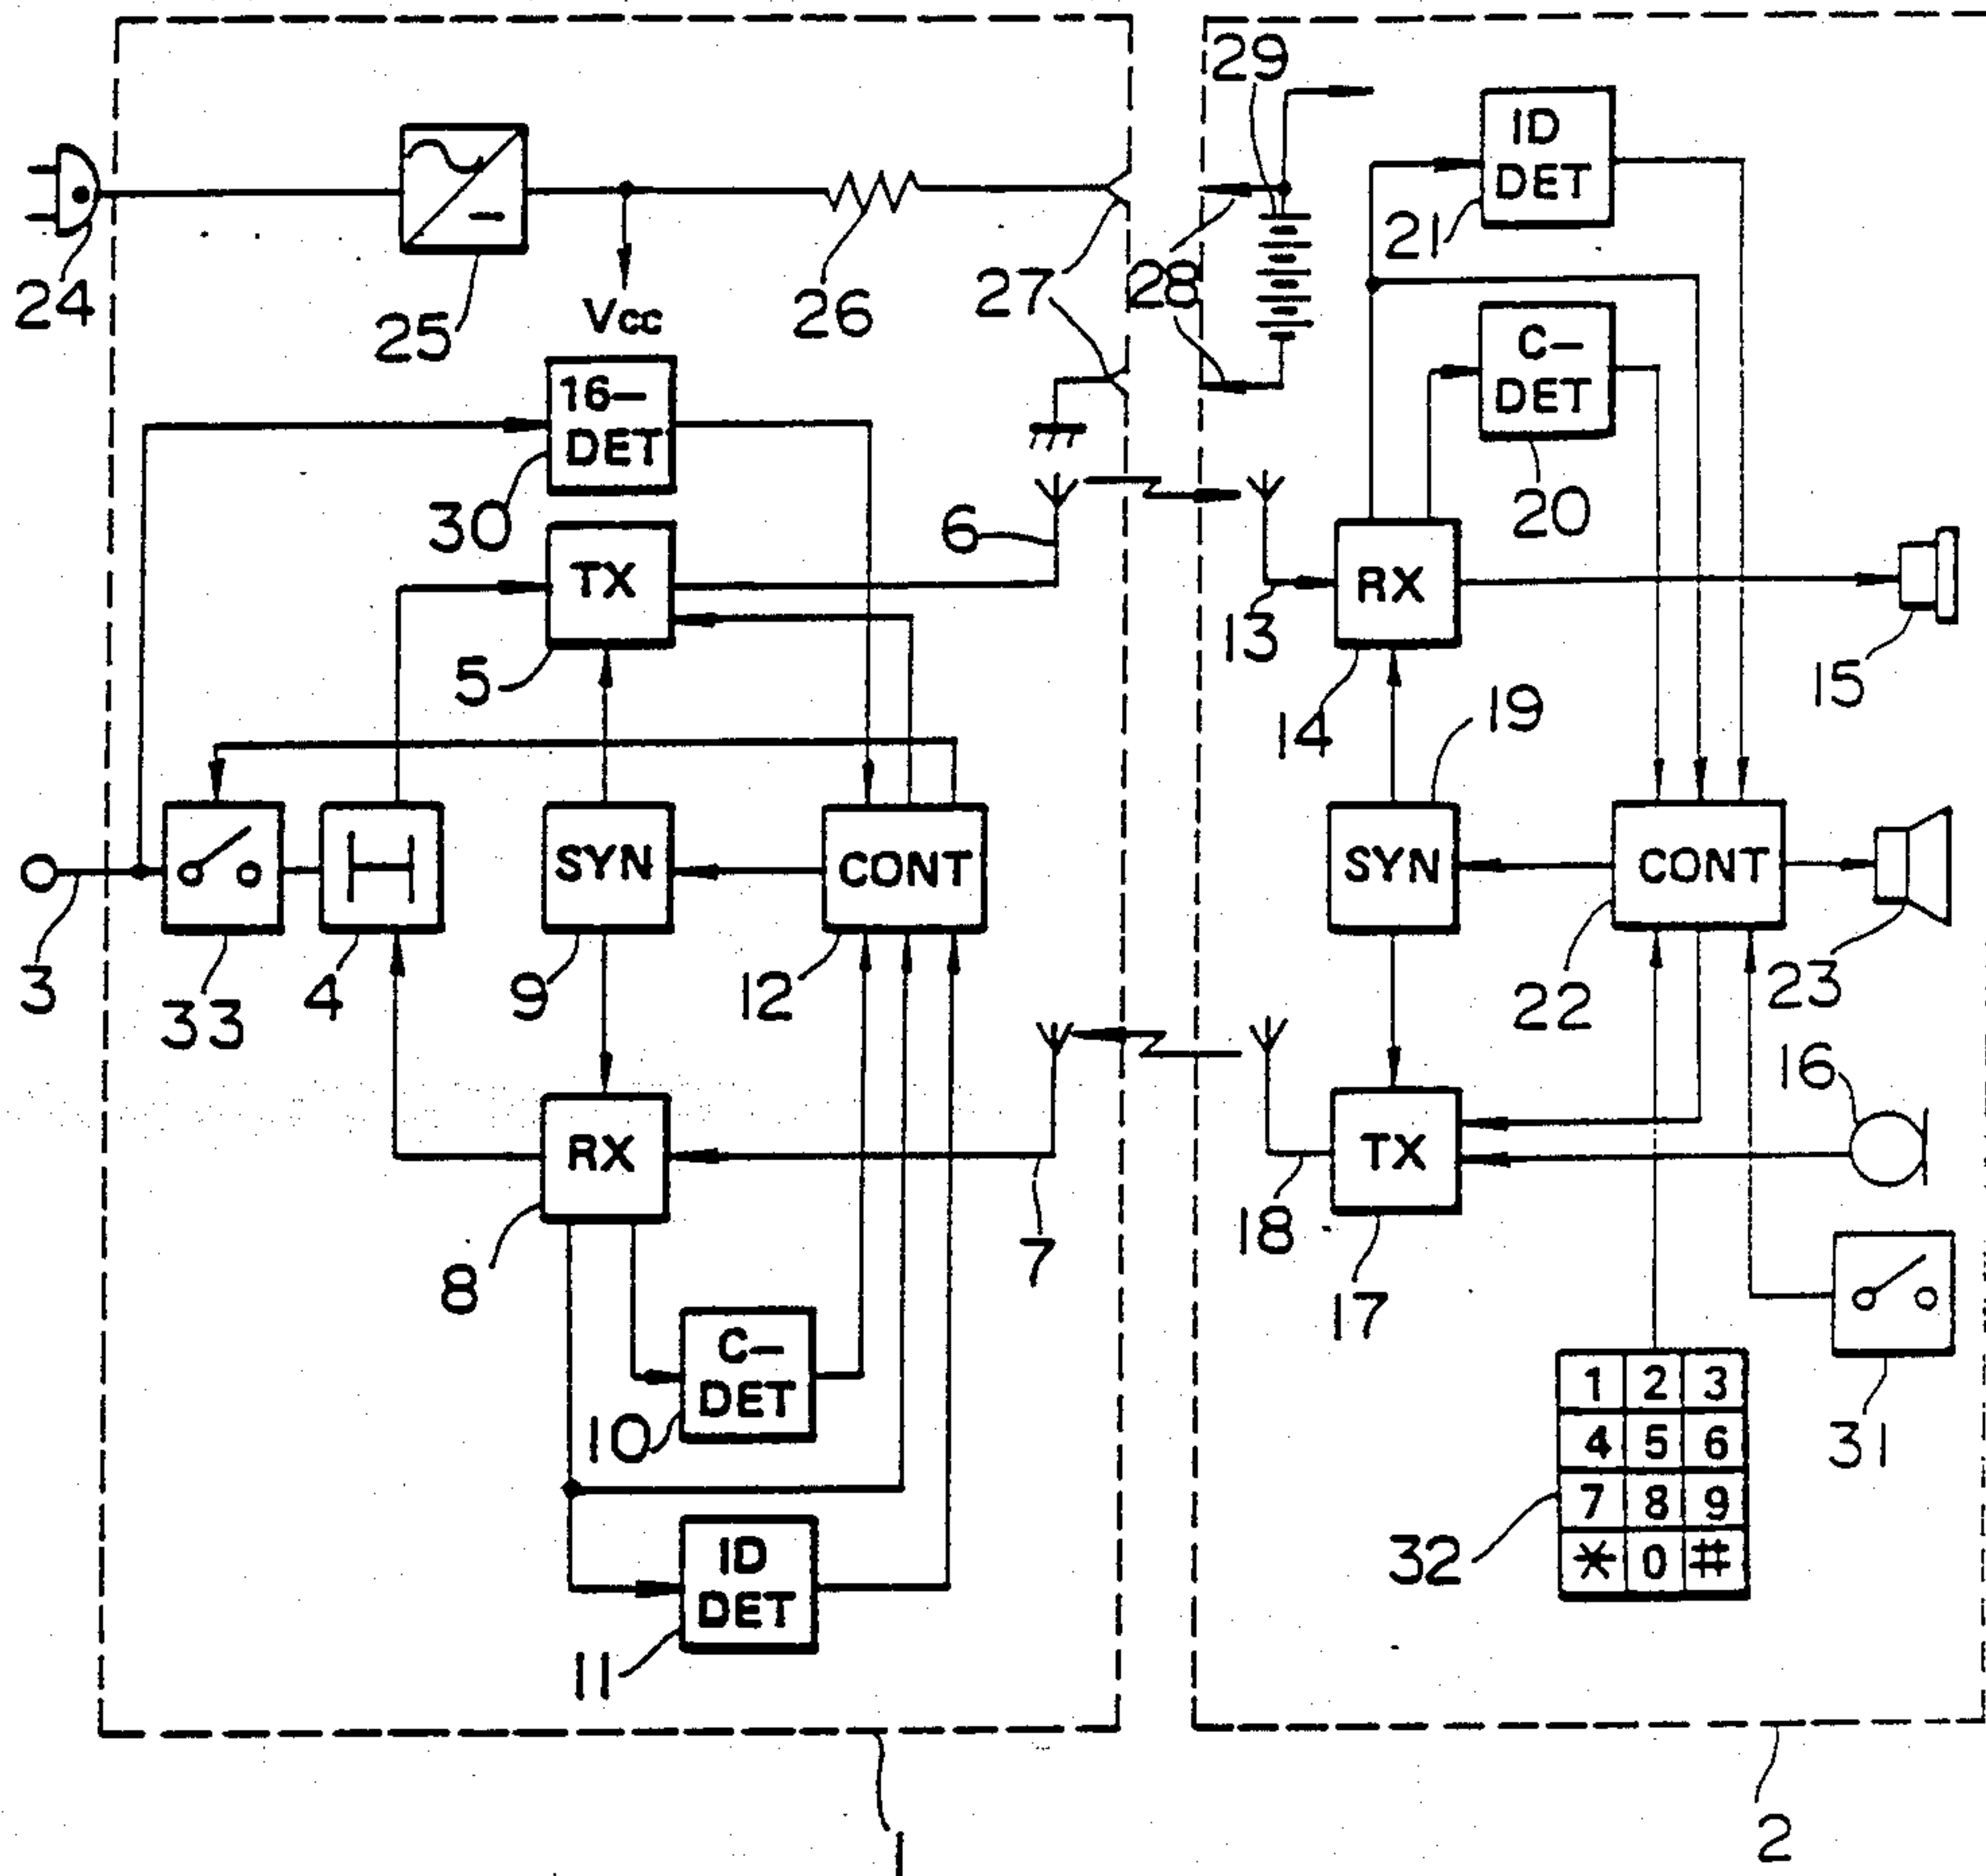 29
ID
DET
21
24
25
Vcc
26
27
28
C-
DET
20
16-
DET
30
6
TX
5
RX
13
14
15
19
3
33
H
4
SYN
9
CONT
12
SYN
CONT
22
23
16
RX
8
7
TX
18
17
31
C-
DET
10
1 2 3
4 5 6
7 8 9
* 0 #
32
ID
DET
11
1
2